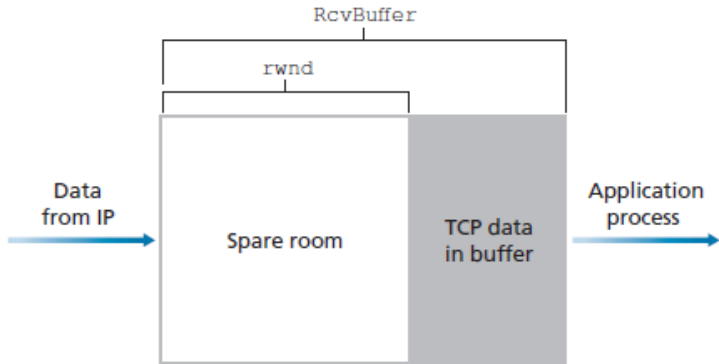 RcvBuffer
rwnd
Data
from IP
Spare room
TCP data
in buffer
Application
process